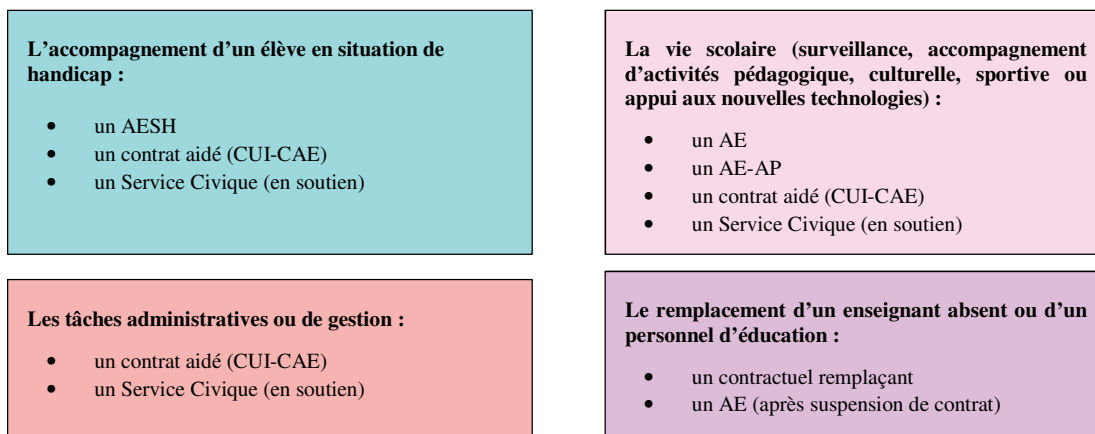 L'accompagnement d'un élève en situation de
handicap :
• un AESH
• un contrat aidé (CUI-CAE)
• un Service Civique (en soutien)
La vie scolaire (surveillance, accompagnement
d'activités pédagogique, culturelle, sportive ou
appui aux nouvelles technologies) :
• un AE
• un AE-AP
• un contrat aidé (CUI-CAE)
• un Service Civique (en soutien)
Les tâches administratives ou de gestion :
• un contrat aidé (CUI-CAE)
• un Service Civique (en soutien)
Le remplacement d'un enseignant absent ou d'un
personnel d'éducation :
• un contractuel remplaçant
• un AE (après suspension de contrat)